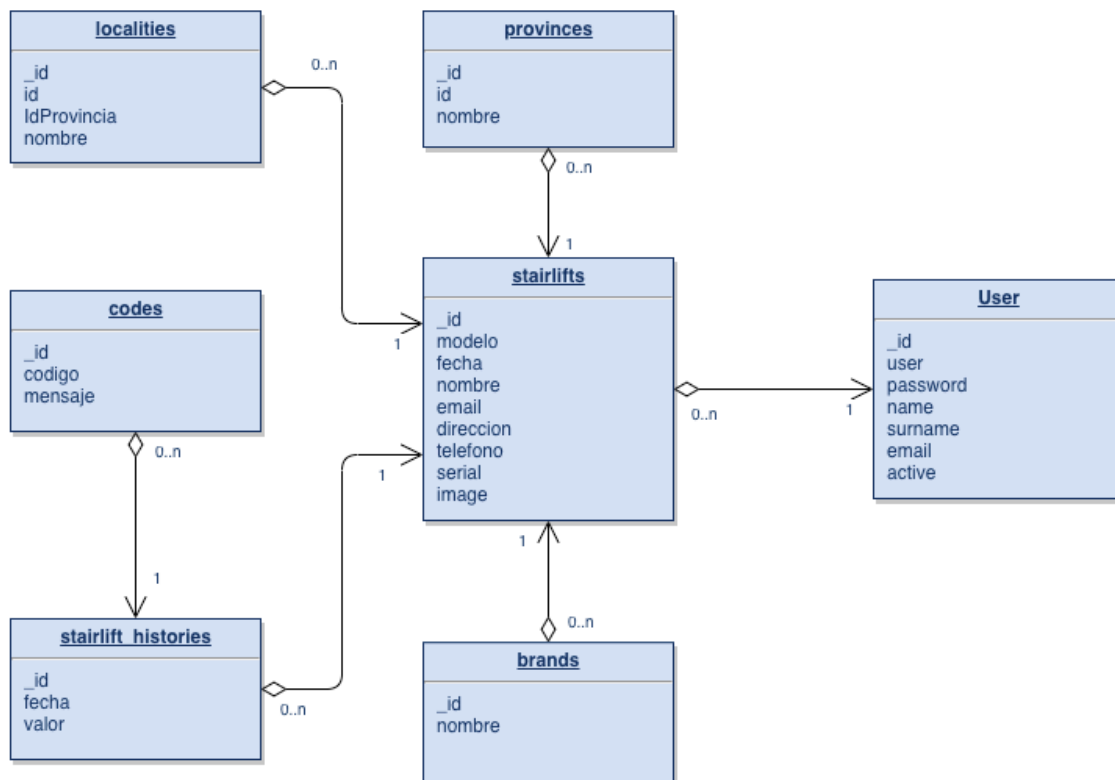 localities
_id
id
IdProvincia
nombre
0..n
1
provinces
_id
id
nombre
0..n
1
codes
_id
codigo
mensaje
0..n
1
stairlifts
_id
modelo
fecha
nombre
email
direccion
telefono
serial
image
0..n
1
User
_id
user
password
name
surname
email
active
stairlift_histories
_id
fecha
valor
0..n
1
brands
_id
nombre
0..n
1